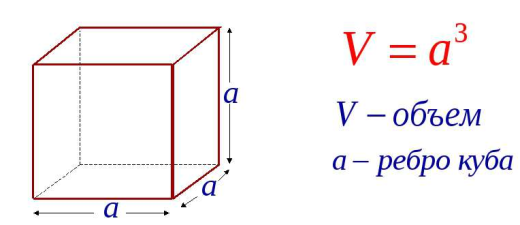 V = a³
a
V – объем
a – ребро куба
a
a